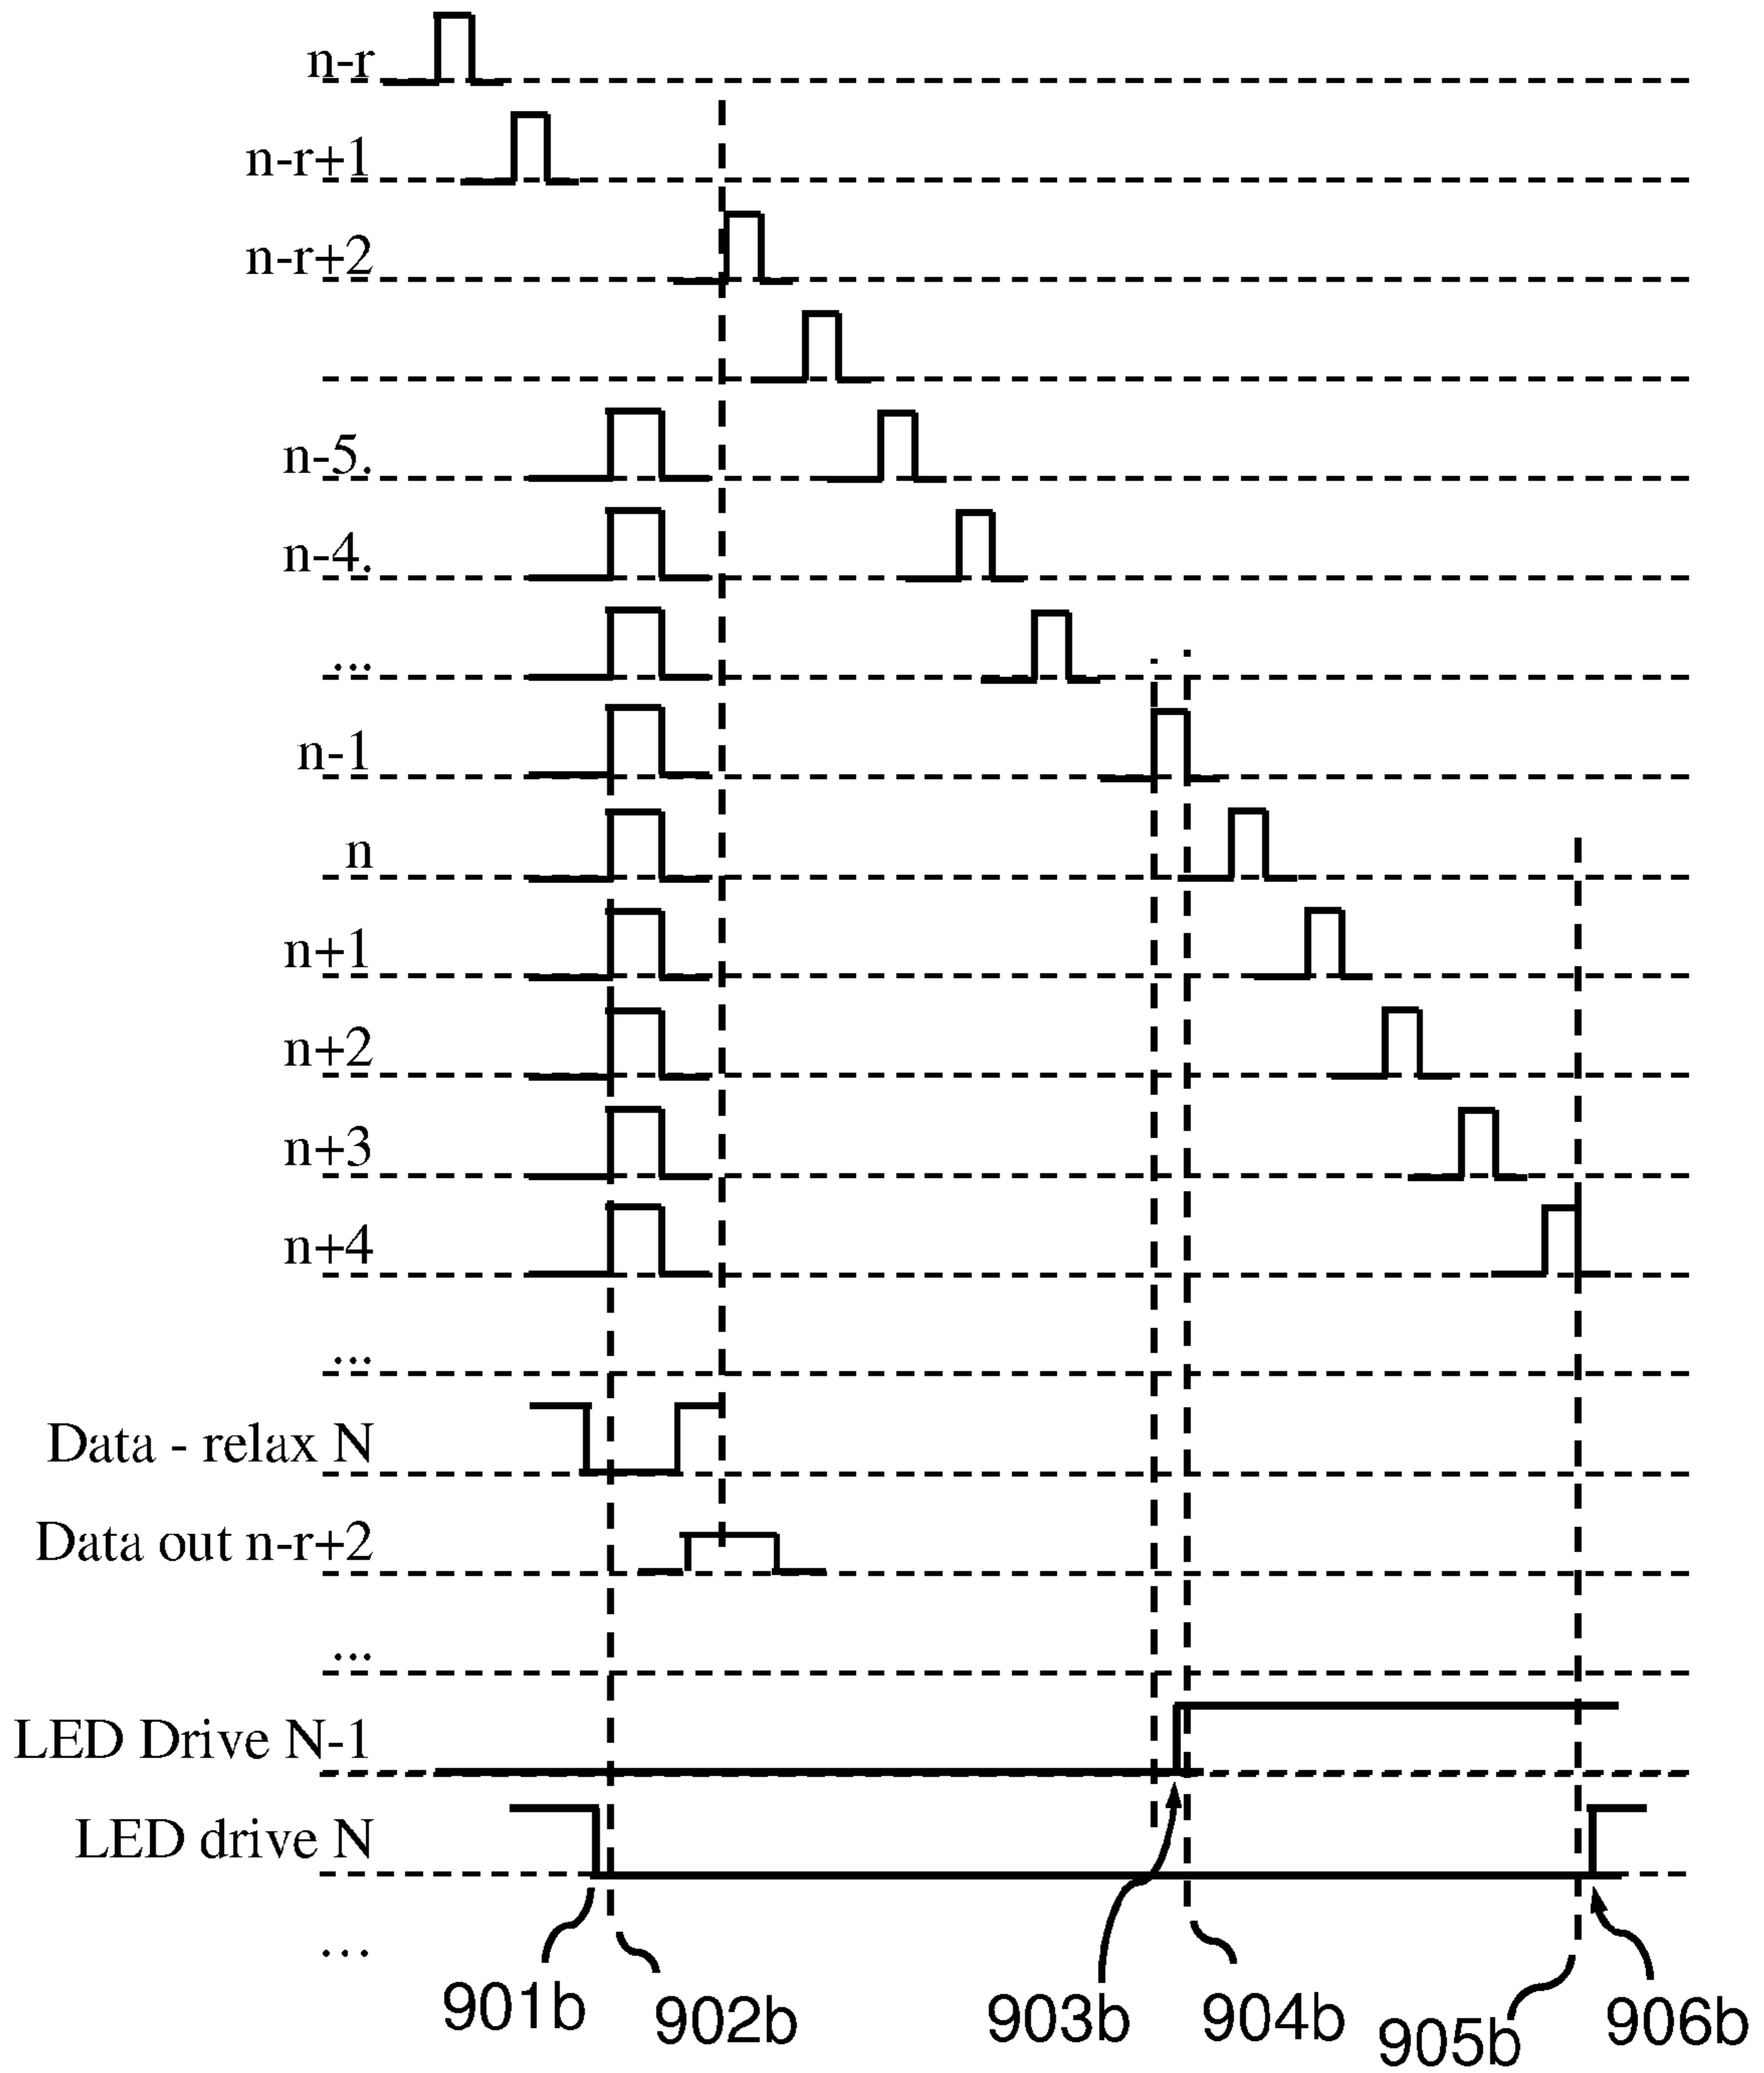 n-r
n-r+1
n-r+2
n-5.
n-4.
...
n-1
n
n+1
n+2
n+3
n+4
...
Data - relax N
Data out n-r+2
...
LED Drive N-1
LED drive N
...
901b
902b
903b
904b
905b
906b